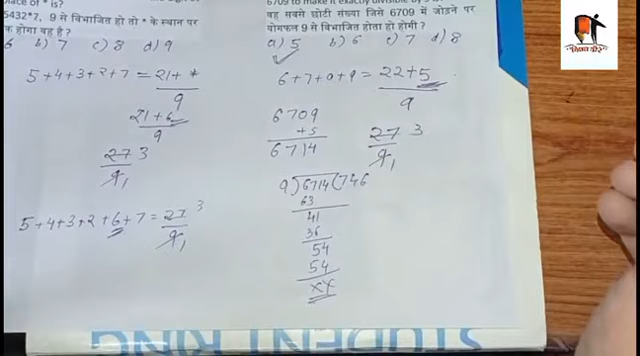 place of * is?
5432*7, 9 से विभाजित हो तो * के स्थान पर
क होगा वह है?
6 b) 7 c) 8 d) 9
5+4+3+2+7 = 21+*
9
21+6
9
27 3
9 1
5+4+3+2+6+7 = 27 3
9 1
6709 to make it exactly divisible by 9
वह सबसे छोटी संख्या जिसे 6709 में जोड़ने पर
योगफल 9 से विभाजित होता हो होगी ?
a) 5 b) 6 c) 7 d) 8
6+7+0+9 = 22+5
9
6709
+5
6714
27 3
9 1
9)6714(746
63
41
36
54
54
XX
STUDENT KING